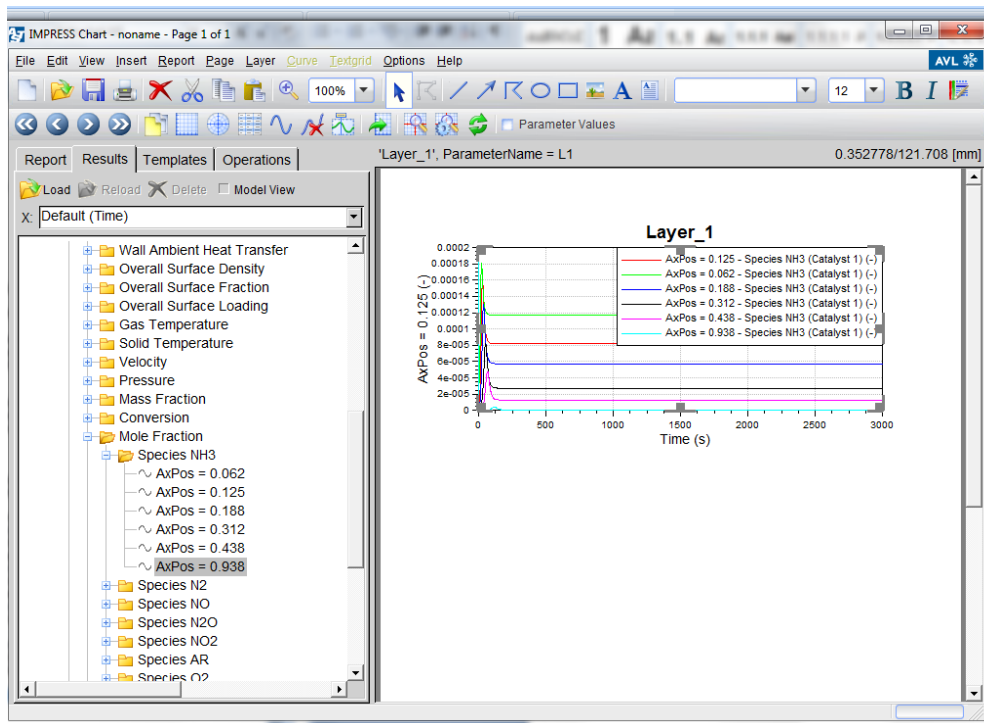 IMPRESS Chart - noname - Page 1 of 1
File Edit View Insert Report Page Layer Curve Textgrid Options Help
AVL
100%
12 B I
Parameter Values
Report Results Templates Operations
'Layer_1', ParameterName = L1
0.352778/121.708 [mm]
Load Reload Delete Model View
X: Default (Time)
Wall Ambient Heat Transfer
Overall Surface Density
Overall Surface Fraction
Overall Surface Loading
Gas Temperature
Solid Temperature
Velocity
Pressure
Mass Fraction
Conversion
Mole Fraction
Species NH3
AxPos = 0.062
AxPos = 0.125
AxPos = 0.188
AxPos = 0.312
AxPos = 0.438
AxPos = 0.938
Species N2
Species NO
Species N2O
Species NO2
Species AR
Species O2
Layer_1
AxPos = 0.125 (-)
0.0002
0.00018
0.00016
0.00014
0.00012
0.0001
8e-005
6e-005
4e-005
2e-005
0
AxPos = 0.125 - Species NH3 (Catalyst 1) (-)
AxPos = 0.062 - Species NH3 (Catalyst 1) (-)
AxPos = 0.188 - Species NH3 (Catalyst 1) (-)
AxPos = 0.312 - Species NH3 (Catalyst 1) (-)
AxPos = 0.438 - Species NH3 (Catalyst 1) (-)
AxPos = 0.938 - Species NH3 (Catalyst 1) (-)
0 500 1000 1500 2000 2500 3000
Time (s)